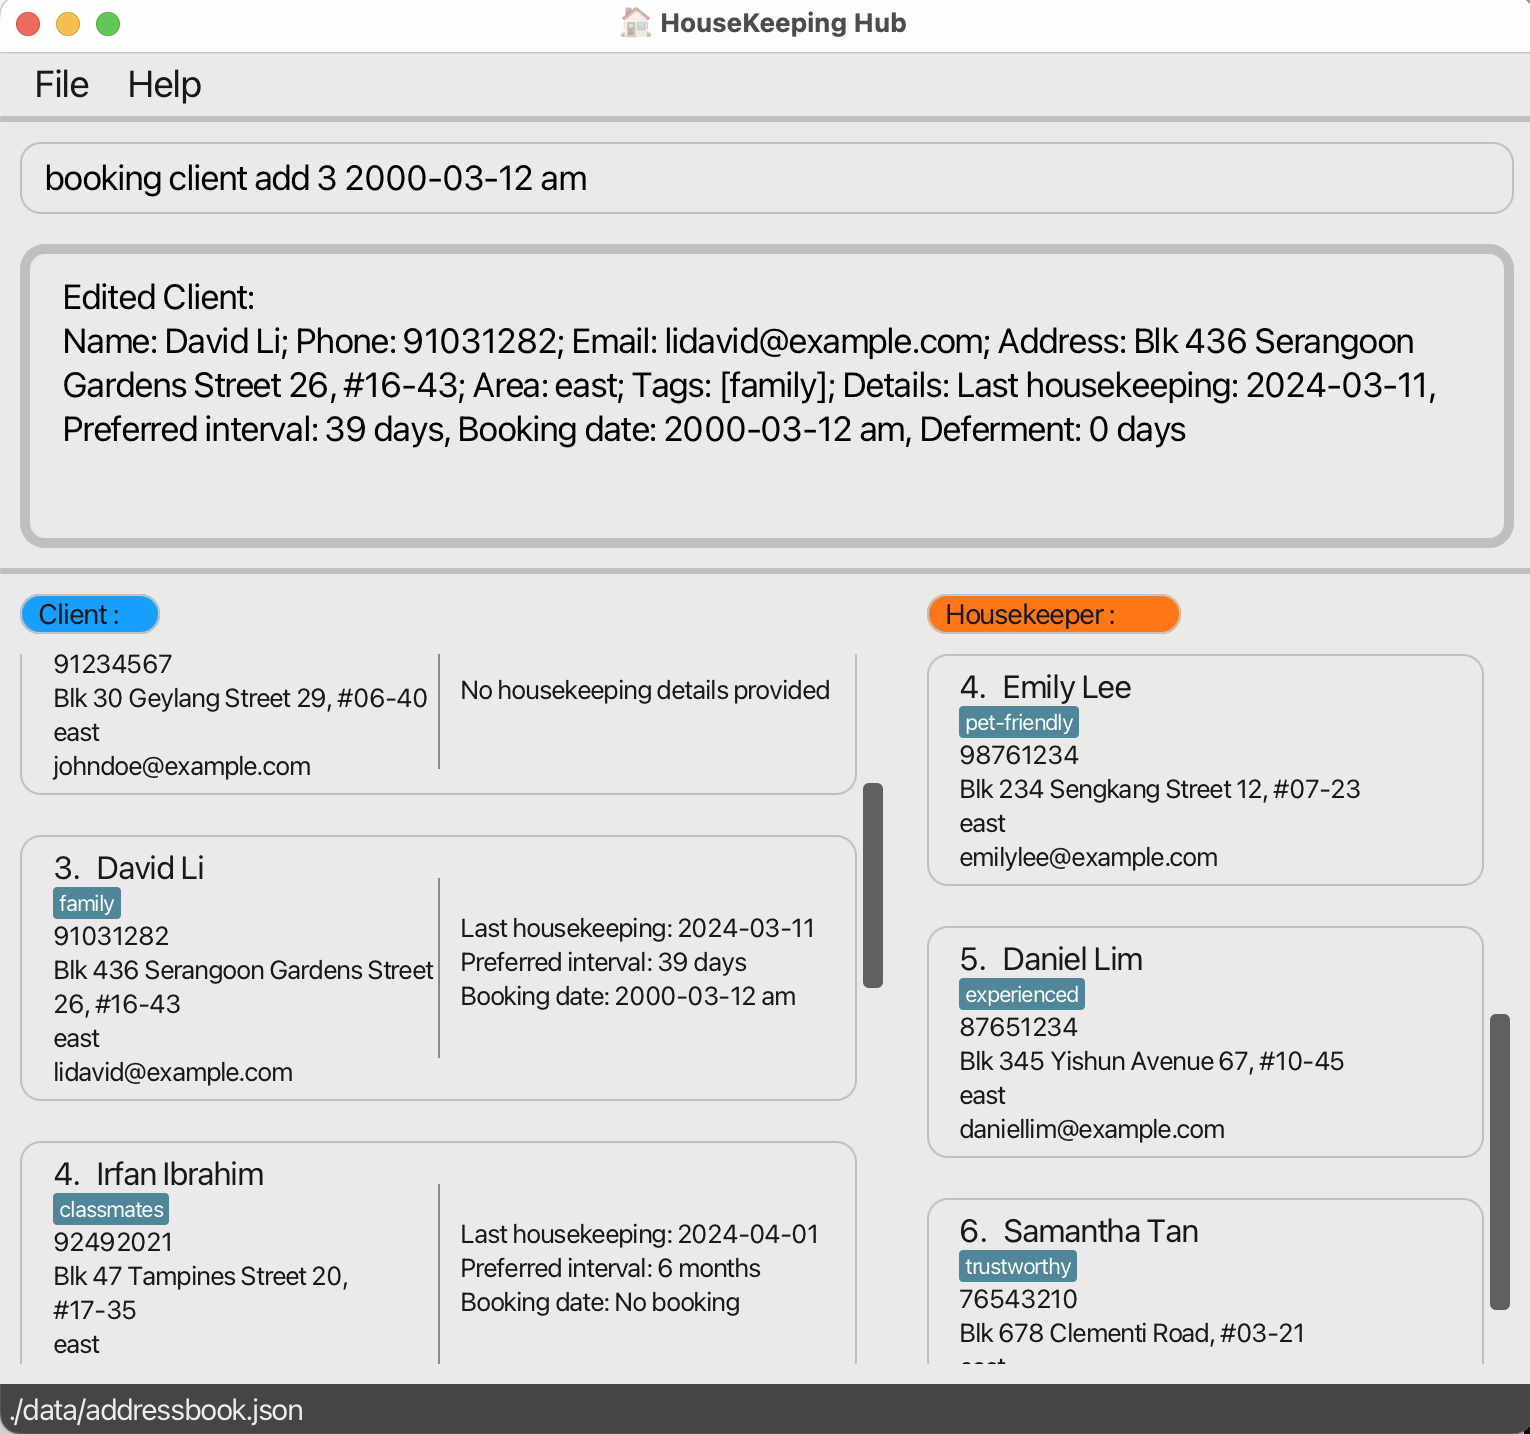 HouseKeeping Hub
File Help
booking client add 3 2000-03-12 am
Edited Client:
Name: David Li; Phone: 91031282; Email: lidavid@example.com; Address: Blk 436 Serangoon
Gardens Street 26, #16-43; Area: east; Tags: [family]; Details: Last housekeeping: 2024-03-11,
Preferred interval: 39 days, Booking date: 2000-03-12 am, Deferment: 0 days
Client :
91234567
Blk 30 Geylang Street 29, #06-40
east
johndoe@example.com
No housekeeping details provided
3. David Li
family
91031282
Blk 436 Serangoon Gardens Street
26, #16-43
east
lidavid@example.com
Last housekeeping: 2024-03-11
Preferred interval: 39 days
Booking date: 2000-03-12 am
4. Irfan Ibrahim
classmates
92492021
Blk 47 Tampines Street 20,
#17-35
east
Last housekeeping: 2024-04-01
Preferred interval: 6 months
Booking date: No booking
Housekeeper :
4. Emily Lee
pet-friendly
98761234
Blk 234 Sengkang Street 12, #07-23
east
emilylee@example.com
5. Daniel Lim
experienced
87651234
Blk 345 Yishun Avenue 67, #10-45
east
daniellim@example.com
6. Samantha Tan
trustworthy
76543210
Blk 678 Clementi Road, #03-21
./data/addressbook.json